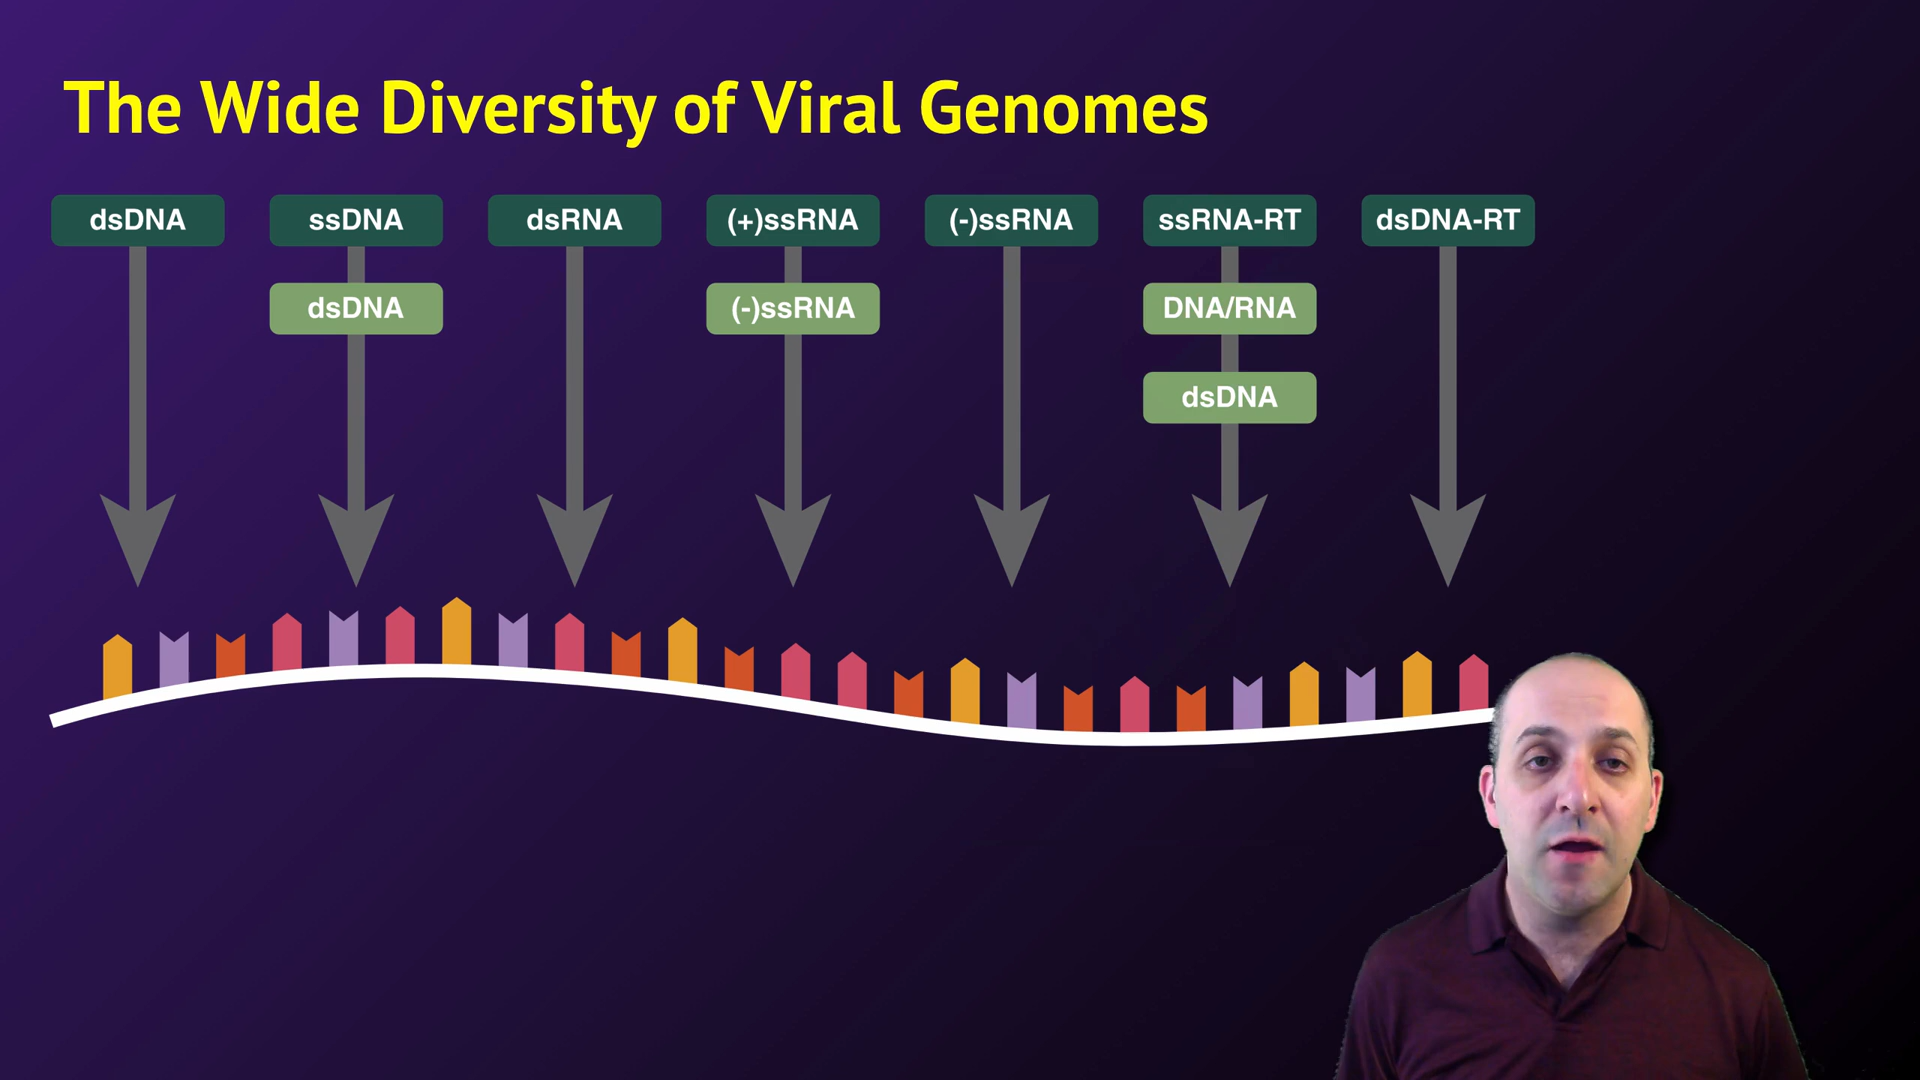 The Wide Diversity of Viral Genomes
dsDNA ssDNA dsRNA (+)ssRNA (-)ssRNA ssRNA-RT dsDNA-RT
dsDNA (-)ssRNA DNA/RNA
dsDNA